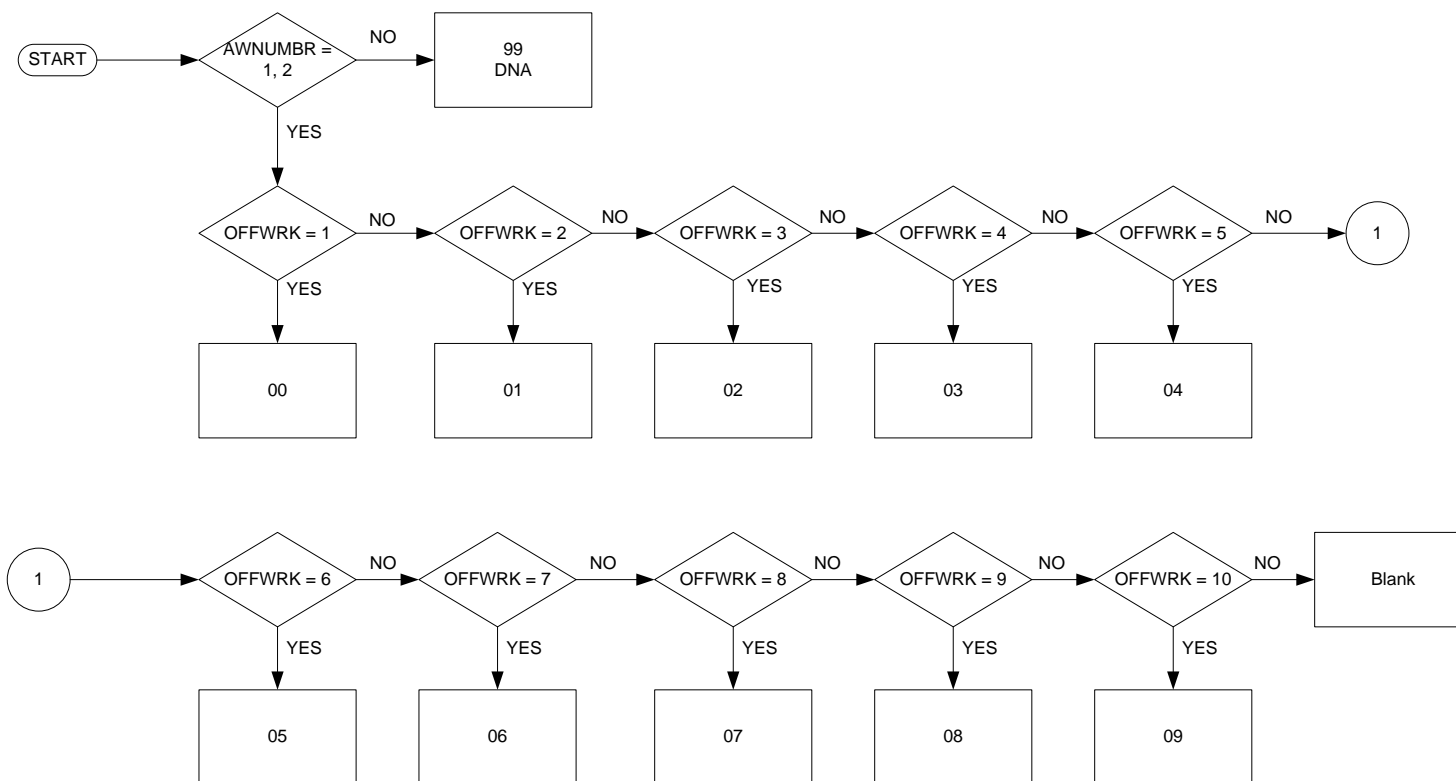 START
AWNUMBR =
1, 2
NO
99
DNA
YES
OFFWRK = 1
NO
OFFWRK = 2
NO
OFFWRK = 3
NO
OFFWRK = 4
NO
OFFWRK = 5
NO
1
YES
YES
YES
YES
YES
00
01
02
03
04
1
OFFWRK = 6
NO
OFFWRK = 7
NO
OFFWRK = 8
NO
OFFWRK = 9
NO
OFFWRK = 10
NO
Blank
YES
YES
YES
YES
YES
05
06
07
08
09